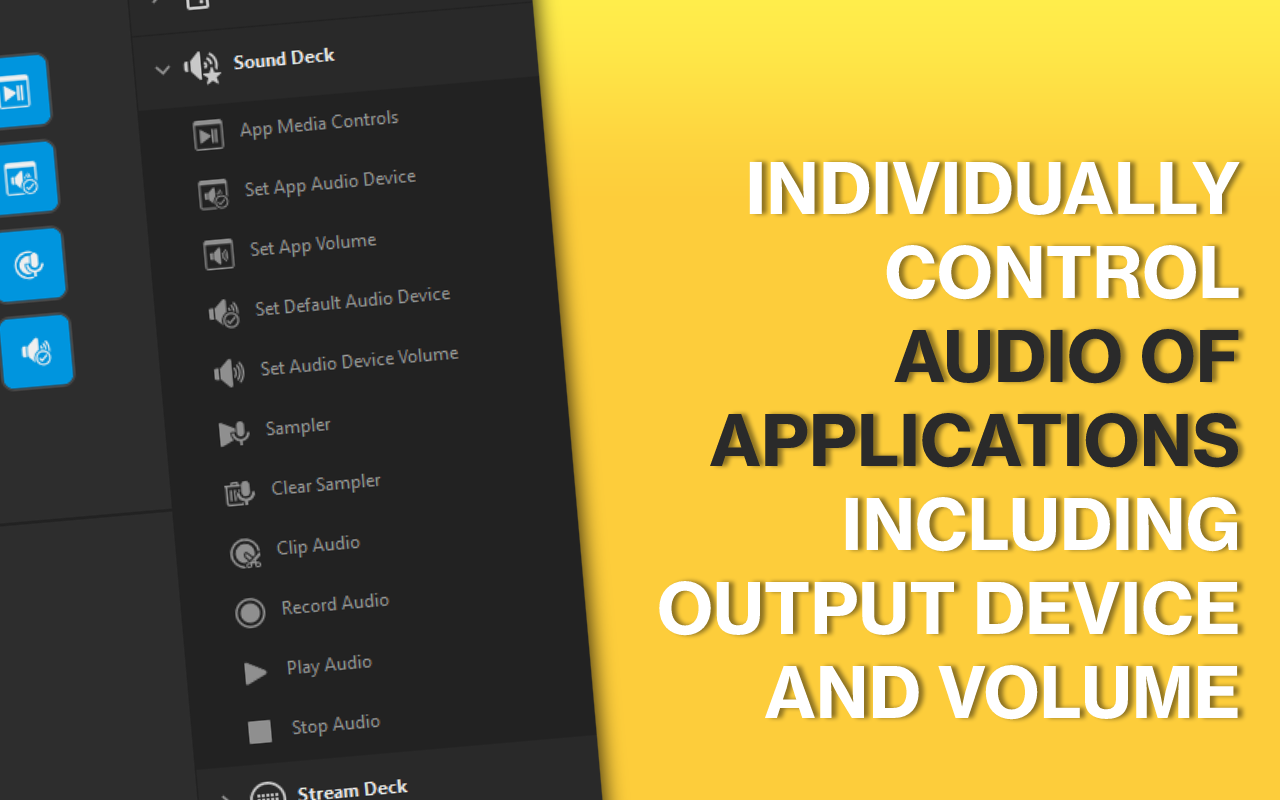 Sound Deck
App Media Controls
Set App Audio Device
Set App Volume
Set Default Audio Device
Set Audio Device Volume
Sampler
Clear Sampler
Clip Audio
Record Audio
Play Audio
Stop Audio
Stream Deck
INDIVIDUALLY
CONTROL
AUDIO OF
APPLICATIONS
INCLUDING
OUTPUT DEVICE
AND VOLUME